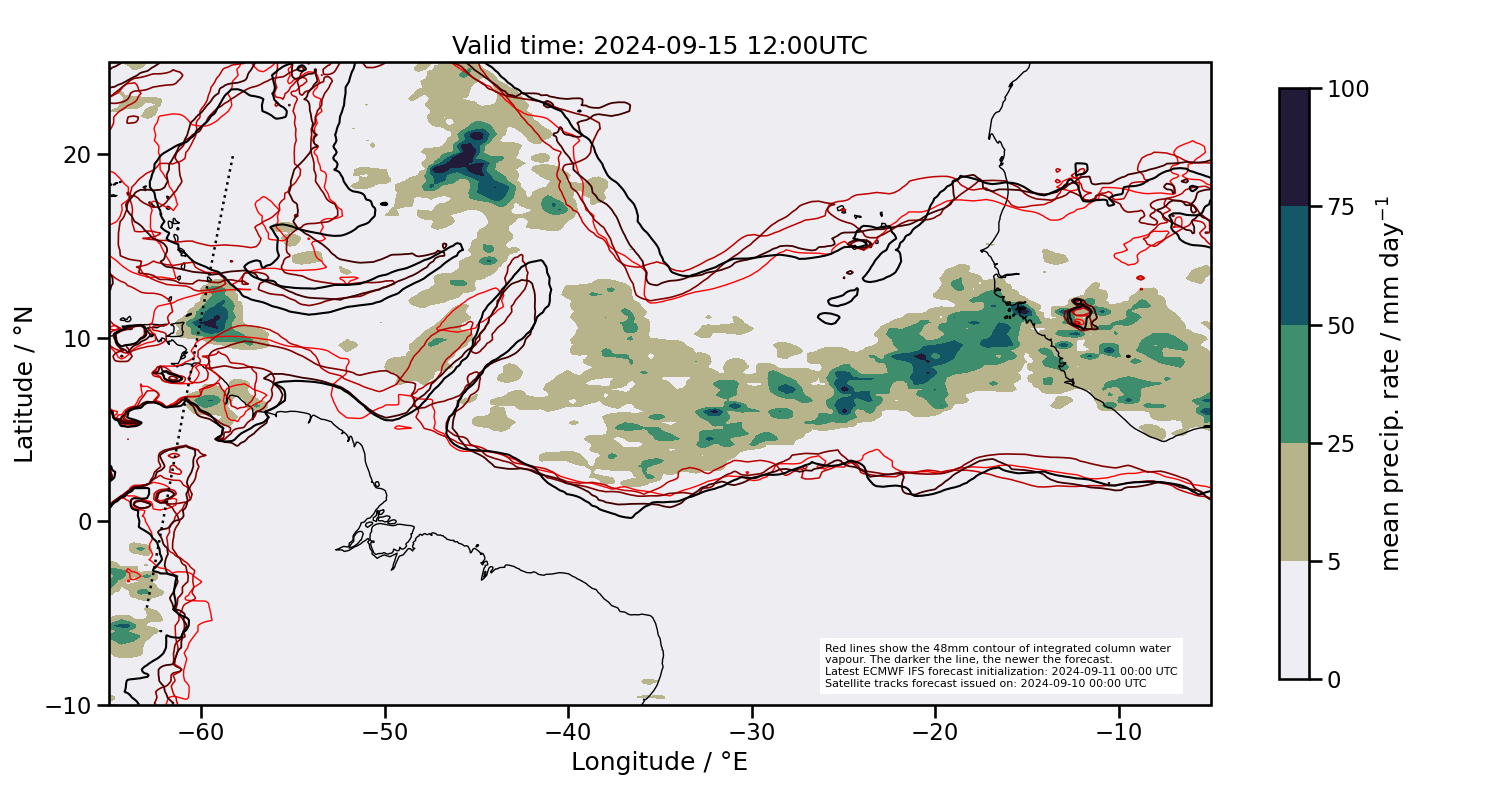 Valid time: 2024-09-15 12:00UTC
Latitude / °N
20
10
0
−10
−60
−50
−40
−30
−20
−10
Longitude / °E
Red lines show the 48mm contour of integrated column water
vapour. The darker the line, the newer the forecast.
Latest ECMWF IFS forecast initialization: 2024-09-11 00:00 UTC
Satellite tracks forecast issued on: 2024-09-10 00:00 UTC
100
75
50
25
5
0
mean precip. rate / mm day⁻¹